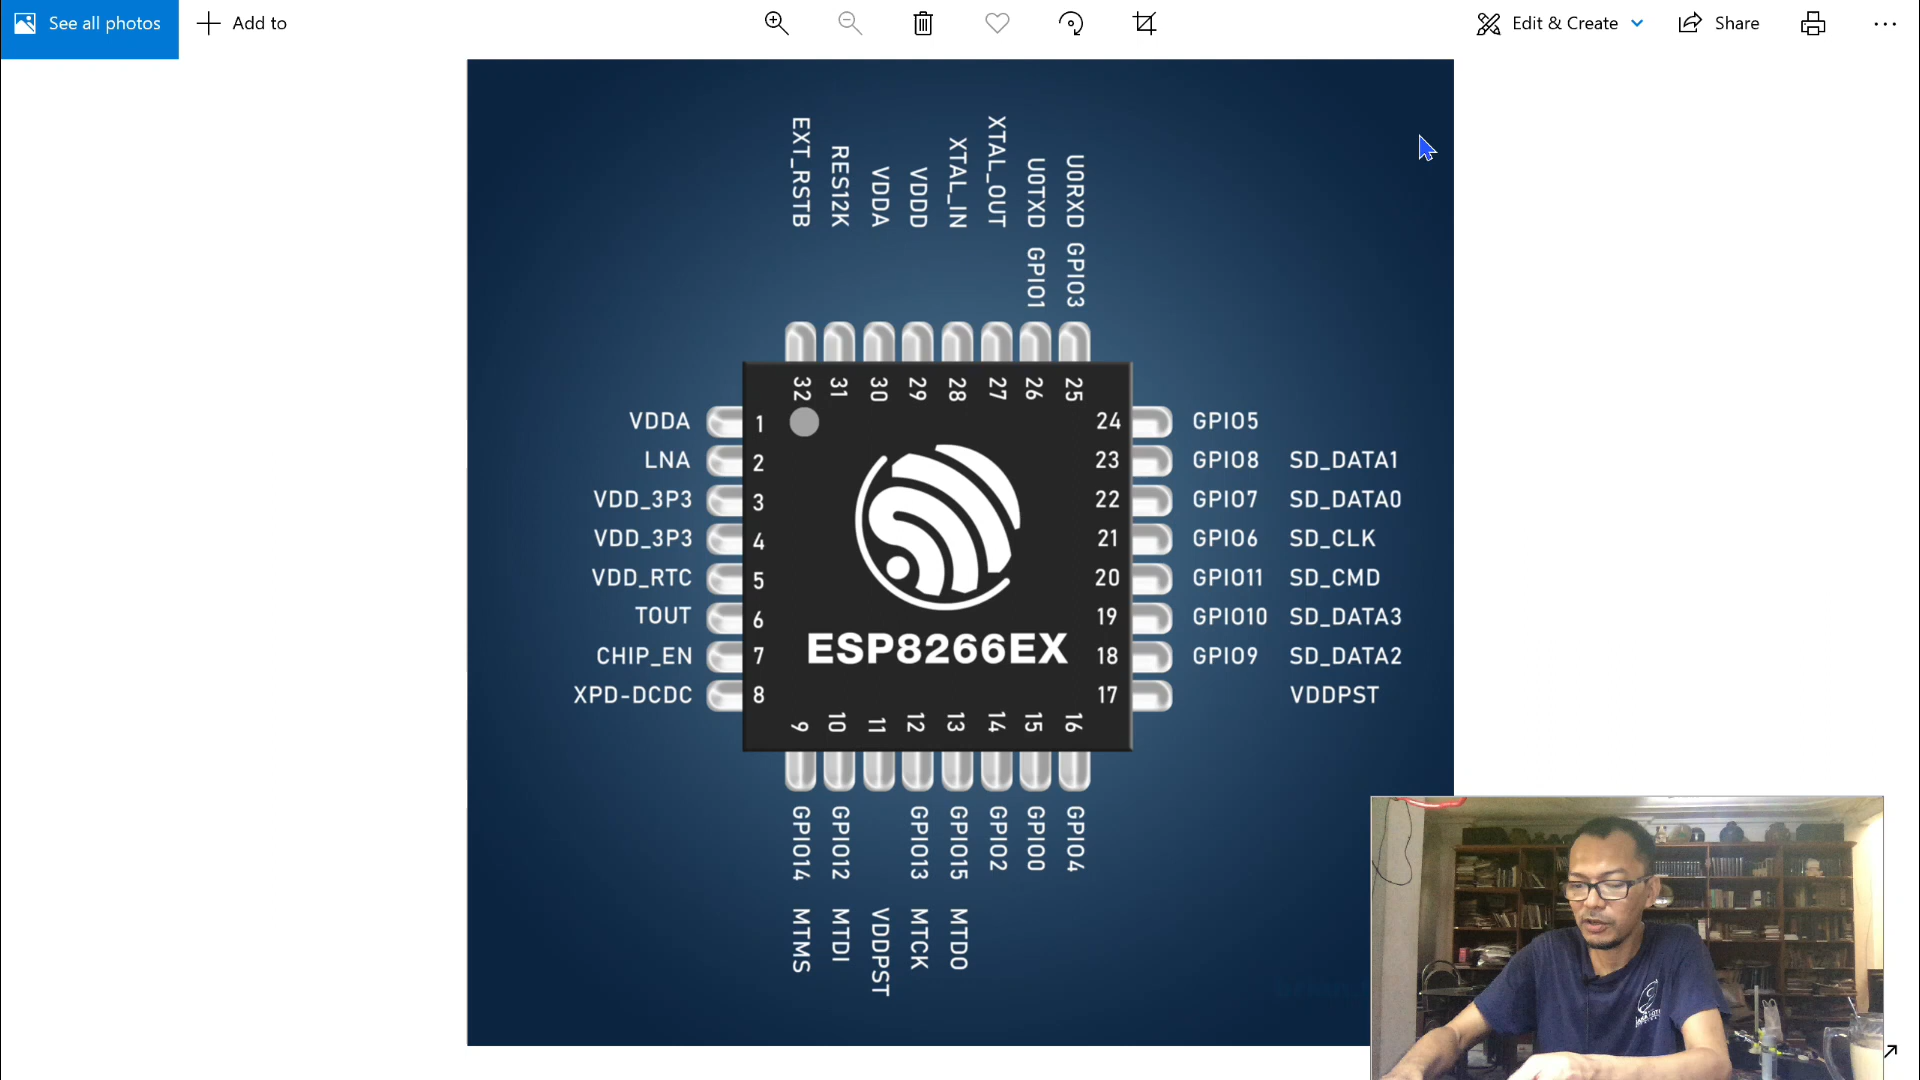 See all photos
Add to
Edit & Create
Share
EXT_RSTB
RES12K
VDDA
VDDD
XTAL_IN
XTAL_OUT
U0TXD GPIO1
U0RXD GPIO3
32 31 30 29 28 27 26 25
VDDA 1
LNA 2
VDD_3P3 3
VDD_3P3 4
VDD_RTC 5
TOUT 6
CHIP_EN 7
XPD-DCDC 8
ESP8266EX
24 GPIO5
23 GPIO8 SD_DATA1
22 GPIO7 SD_DATA0
21 GPIO6 SD_CLK
20 GPIO11 SD_CMD
19 GPIO10 SD_DATA3
18 GPIO9 SD_DATA2
17 VDDPST
9 10 11 12 13 14 15 16
GPIO14 MTMS
GPIO12 MTDI
VDDPST
GPIO13 MTCK
GPIO15 MTDO
GPIO2
GPIO0
GPIO4